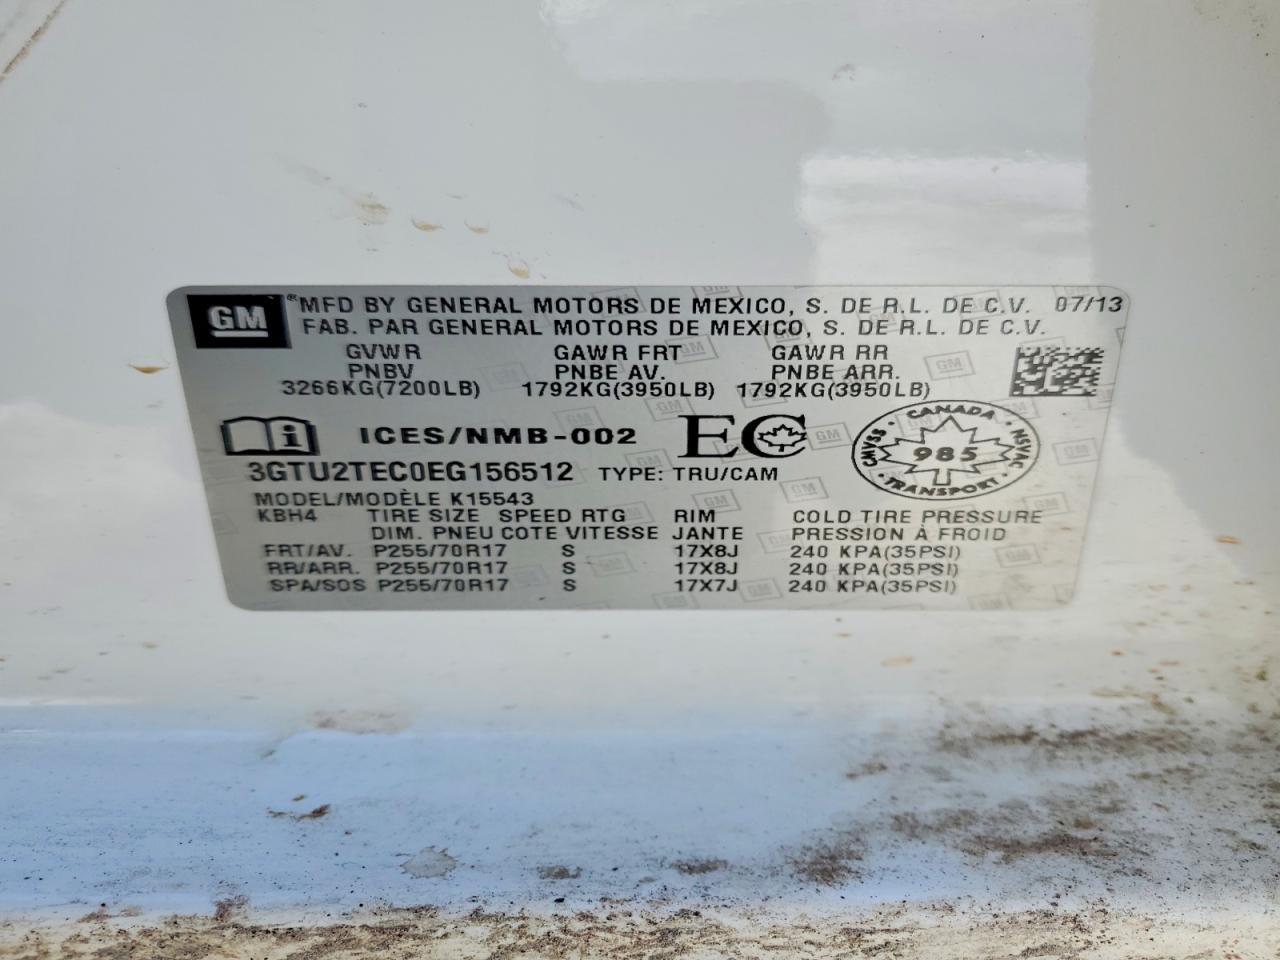 GM ® MFD BY GENERAL MOTORS DE MEXICO, S. DE R.L. DE C.V. 07/13
FAB. PAR GENERAL MOTORS DE MEXICO, S. DE R.L. DE C.V.
GVWR GAWR FRT GAWR RR
PNBV PNBE AV. PNBE ARR.
3266KG(7200LB) 1792KG(3950LB) 1792KG(3950LB)
i ICES/NMB-002 EC
CANADA
CMVSS 985 NSVAC
TRANSPORT
3GTU2TEC0EG156512 TYPE: TRU/CAM
MODEL/MODÈLE K15543
KBH4 TIRE SIZE SPEED RTG RIM COLD TIRE PRESSURE
DIM. PNEU COTE VITESSE JANTE PRESSION À FROID
FRT/AV. P255/70R17 S 17X8J 240 KPA(35PSI)
RR/ARR. P255/70R17 S 17X8J 240 KPA(35PSI)
SPA/SOS P255/70R17 S 17X7J 240 KPA(35PSI)